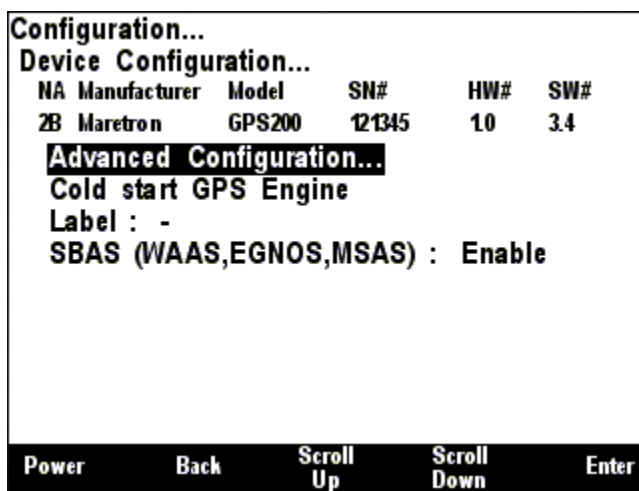 Configuration...
Device Configuration...
NA Manufacturer Model SN# HW# SW#
2B Maretron GPS200 121345 1.0 3.4
Advanced Configuration...
Cold start GPS Engine
Label : -
SBAS (WAAS,EGNOS,MSAS) : Enable
Power Back Scroll Up Scroll Down Enter